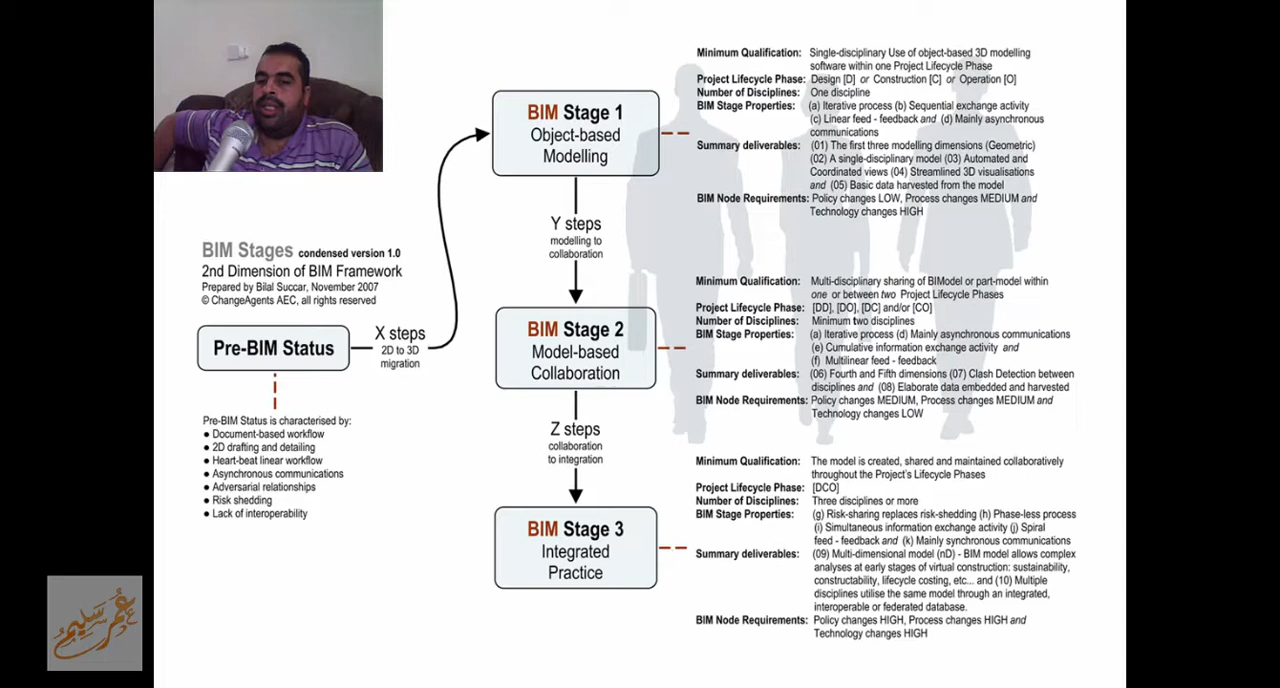 BIM Stages condensed version 1.0
2nd Dimension of BIM Framework
Prepared by Bilal Succar, November 2007
© ChangeAgents AEC, all rights reserved
Pre-BIM Status
X steps
2D to 3D
migration
Pre-BIM Status is characterised by:
● Document-based workflow
● 2D drafting and detailing
● Heart-beat linear workflow
● Asynchronous communications
● Adversarial relationships
● Risk shedding
● Lack of interoperability
BIM Stage 1
Object-based
Modelling
Minimum Qualification: Single-disciplinary Use of object-based 3D modelling
software within one Project Lifecycle Phase
Project Lifecycle Phase: Design [D] or Construction [C] or Operation [O]
Number of Disciplines: One discipline
BIM Stage Properties: (a) Iterative process (b) Sequential exchange activity
(c) Linear feed - feedback and (d) Mainly asynchronous
communications
Summary deliverables: (01) The first three modelling dimensions (Geometric)
(02) A single-disciplinary model (03) Automated and
Coordinated views (04) Streamlined 3D visualisations
and (05) Basic data harvested from the model
BIM Node Requirements: Policy changes LOW, Process changes MEDIUM and
Technology changes HIGH
Y steps
modelling to
collaboration
BIM Stage 2
Model-based
Collaboration
Minimum Qualification: Multi-disciplinary sharing of BIModel or part-model within
one or between two Project Lifecycle Phases
Project Lifecycle Phase: [DD], [DO], [DC] and/or [CO]
Number of Disciplines: Minimum two disciplines
BIM Stage Properties: (a) Iterative process (d) Mainly asynchronous communications
(e) Cumulative information exchange activity and
(f) Multilinear feed - feedback
Summary deliverables: (06) Fourth and Fifth dimensions (07) Clash Detection between
disciplines and (08) Elaborate data embedded and harvested
BIM Node Requirements: Policy changes MEDIUM, Process changes MEDIUM and
Technology changes LOW
Z steps
collaboration
to integration
BIM Stage 3
Integrated
Practice
Minimum Qualification: The model is created, shared and maintained collaboratively
throughout the Project's Lifecycle Phases
Project Lifecycle Phase: [DCO]
Number of Disciplines: Three disciplines or more
BIM Stage Properties: (g) Risk-sharing replaces risk-shedding (h) Phase-less process
(i) Simultaneous information exchange activity (j) Spiral
feed - feedback and (k) Mainly synchronous communications
Summary deliverables: (09) Multi-dimensional model (nD) - BIM model allows complex
analyses at early stages of virtual construction: sustainability,
constructability, lifecycle costing, etc... and (10) Multiple
disciplines utilise the same model through an integrated,
interoperable or federated database.
BIM Node Requirements: Policy changes HIGH, Process changes HIGH and
Technology changes HIGH
عمر سليم